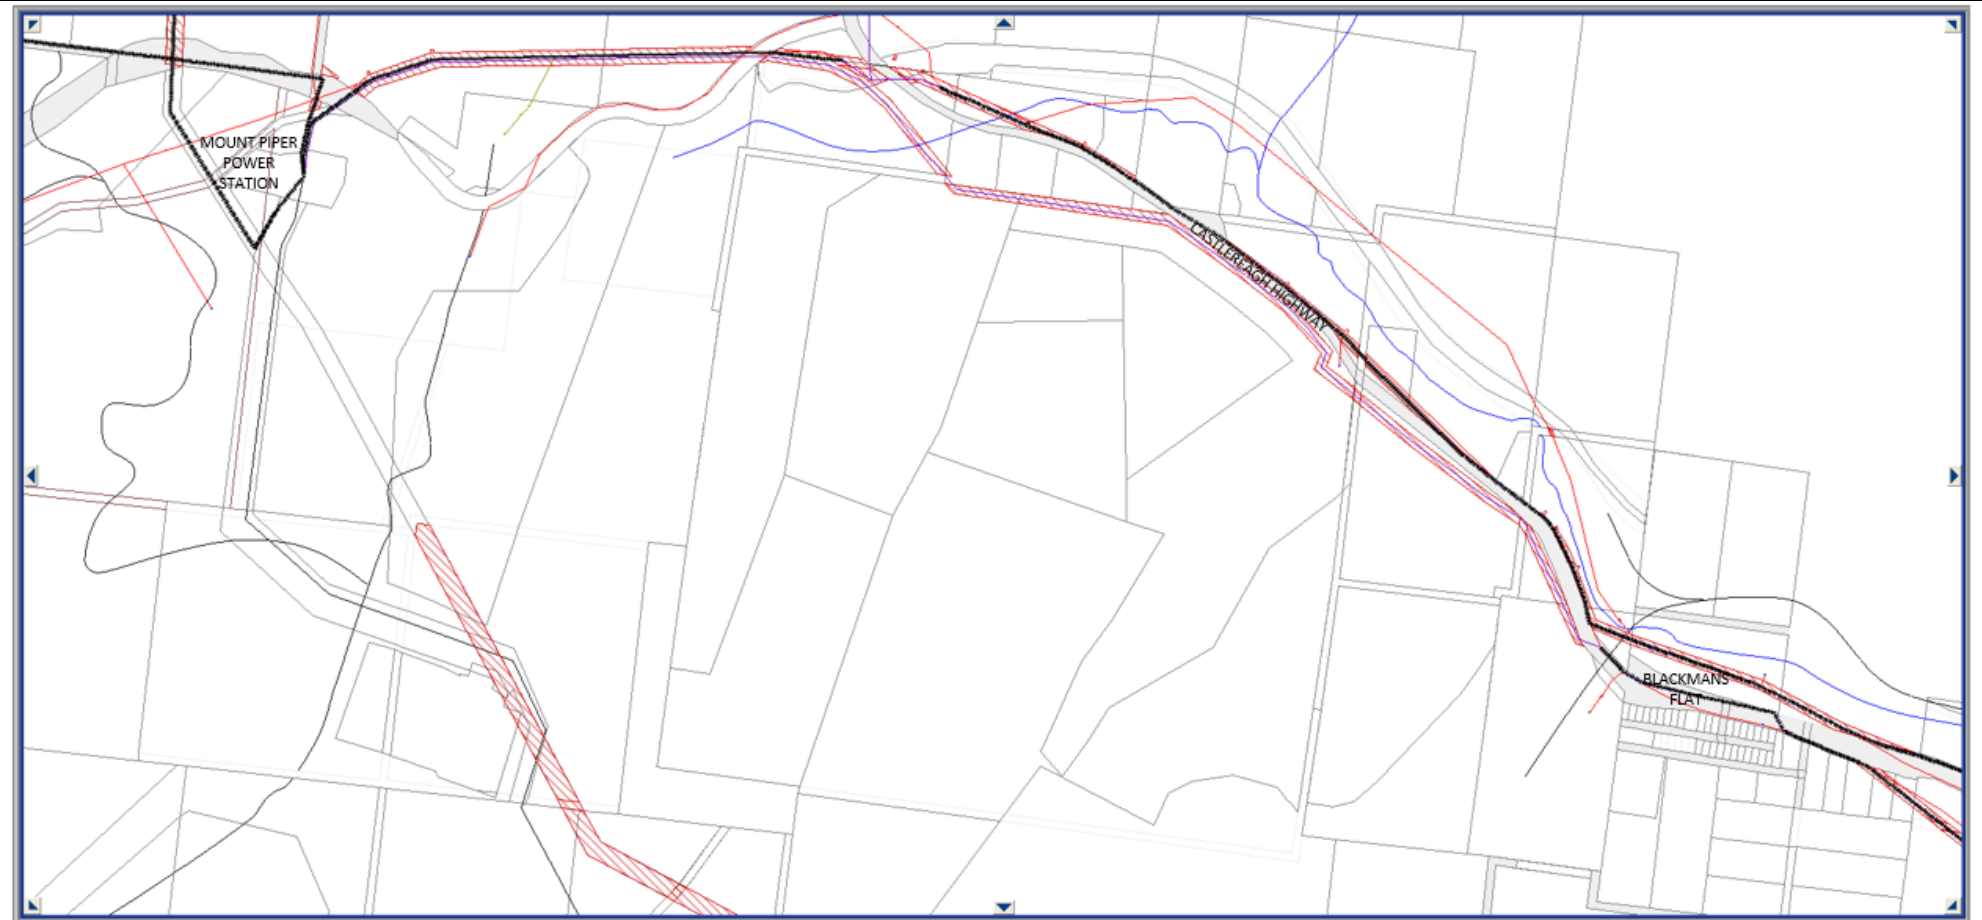 MOUNT PIPER
POWER
STATION
CASTLEREAGH HIGHWAY
BLACKMANS
FLAT